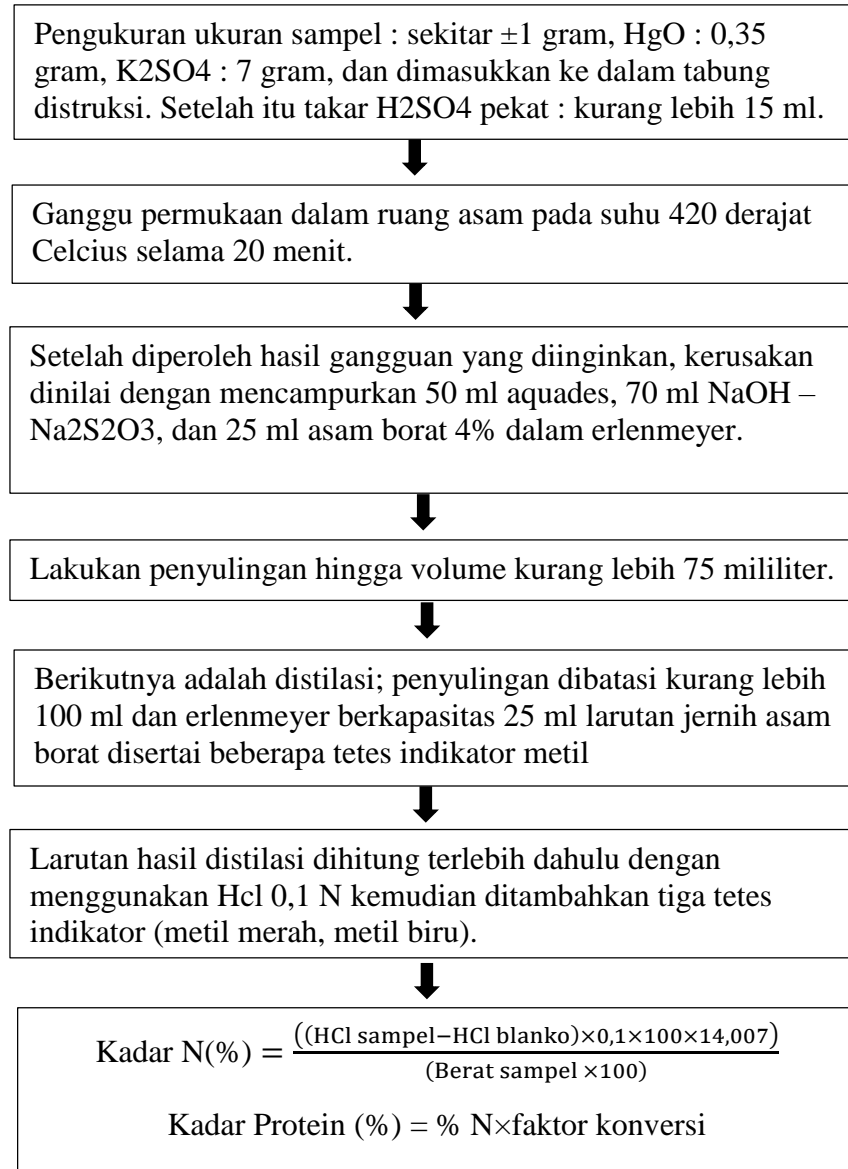 Pengukuran ukuran sampel : sekitar ±1 gram, HgO : 0,35
gram, K2SO4 : 7 gram, dan dimasukkan ke dalam tabung
distruksi. Setelah itu takar H2SO4 pekat : kurang lebih 15 ml.
Ganggu permukaan dalam ruang asam pada suhu 420 derajat
Celcius selama 20 menit.
Setelah diperoleh hasil gangguan yang diinginkan, kerusakan
dinilai dengan mencampurkan 50 ml aquades, 70 ml NaOH –
Na2S2O3, dan 25 ml asam borat 4% dalam erlenmeyer.
Lakukan penyulingan hingga volume kurang lebih 75 mililiter.
Berikutnya adalah distilasi; penyulingan dibatasi kurang lebih
100 ml dan erlenmeyer berkapasitas 25 ml larutan jernih asam
borat disertai beberapa tetes indikator metil
Larutan hasil distilasi dihitung terlebih dahulu dengan
menggunakan Hcl 0,1 N kemudian ditambahkan tiga tetes
indikator (metil merah, metil biru).
Kadar N(%) = ((HCl sampel−HCl blanko)×0,1×100×14,007)
(Berat sampel ×100)
Kadar Protein (%) = % N×faktor konversi